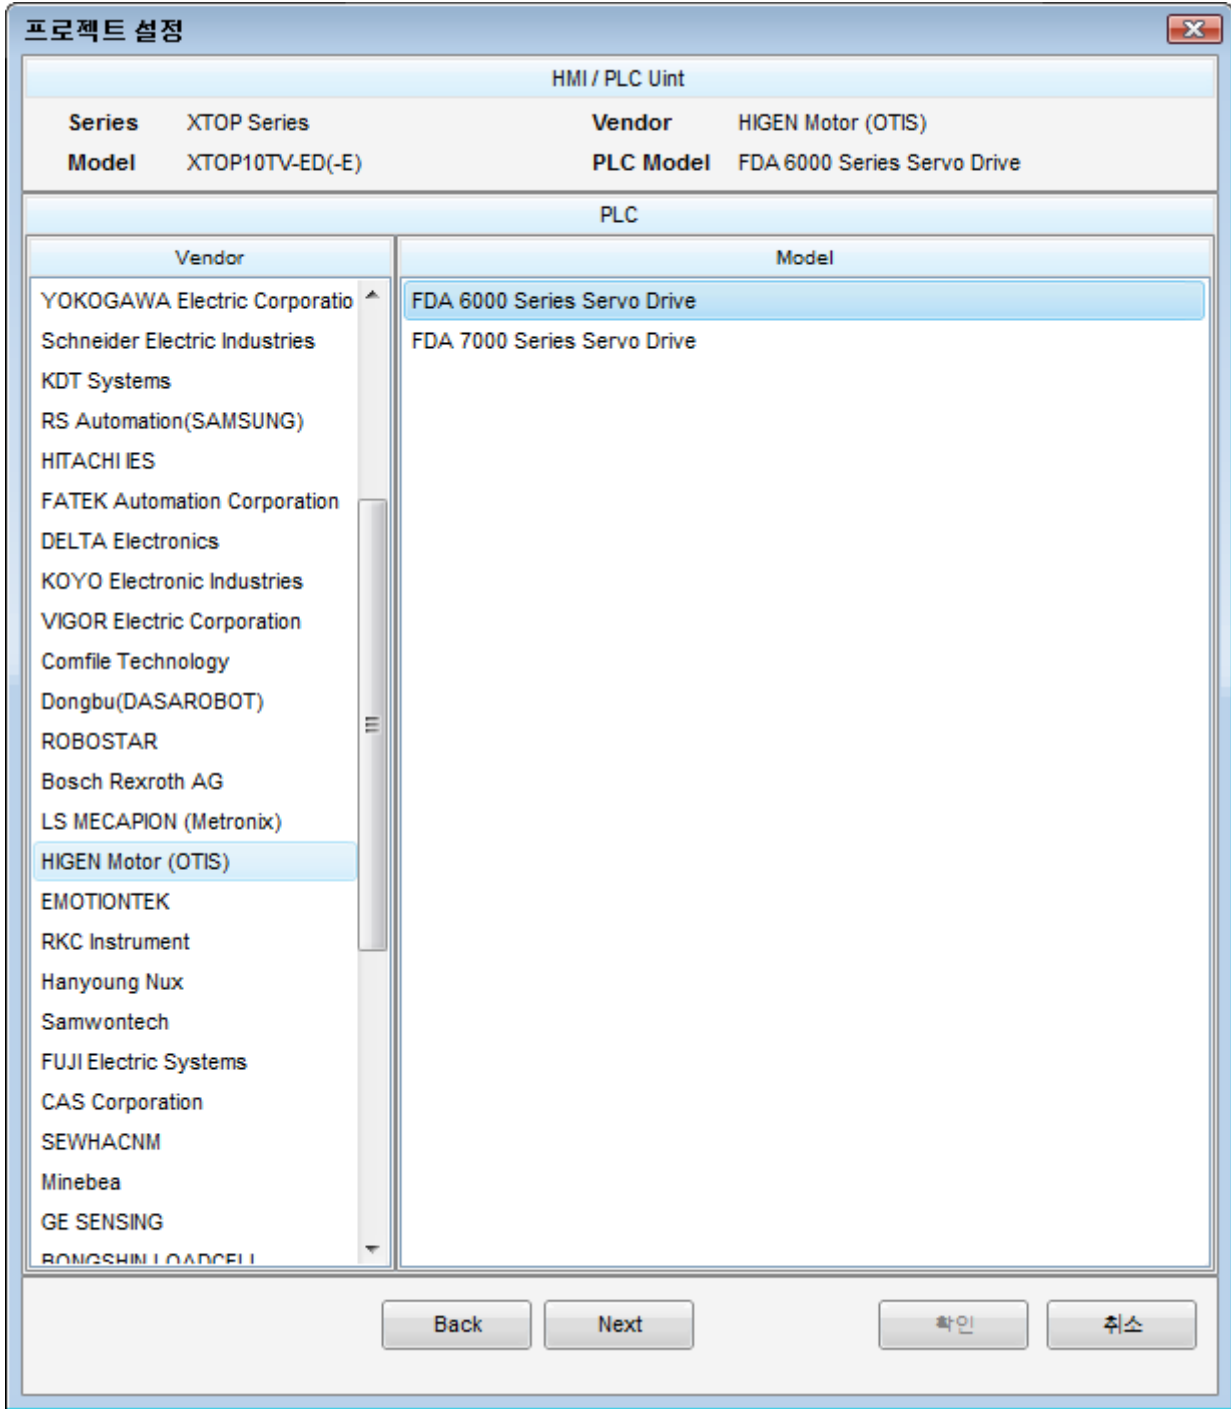 프로젝트 설정
HMI / PLC Uint
Series XTOP Series Vendor HIGEN Motor (OTIS)
Model XTOP10TV-ED(-E) PLC Model FDA 6000 Series Servo Drive
PLC
Vendor Model
YOKOGAWA Electric Corporatio FDA 6000 Series Servo Drive
Schneider Electric Industries FDA 7000 Series Servo Drive
KDT Systems
RS Automation(SAMSUNG)
HITACHI IES
FATEK Automation Corporation
DELTA Electronics
KOYO Electronic Industries
VIGOR Electric Corporation
Comfile Technology
Dongbu(DASAROBOT)
ROBOSTAR
Bosch Rexroth AG
LS MECAPION (Metronix)
HIGEN Motor (OTIS)
EMOTIONTEK
RKC Instrument
Hanyoung Nux
Samwontech
FUJI Electric Systems
CAS Corporation
SEWHACNM
Minebea
GE SENSING
BONGSHIN LOADCELL
Back Next 확인 취소